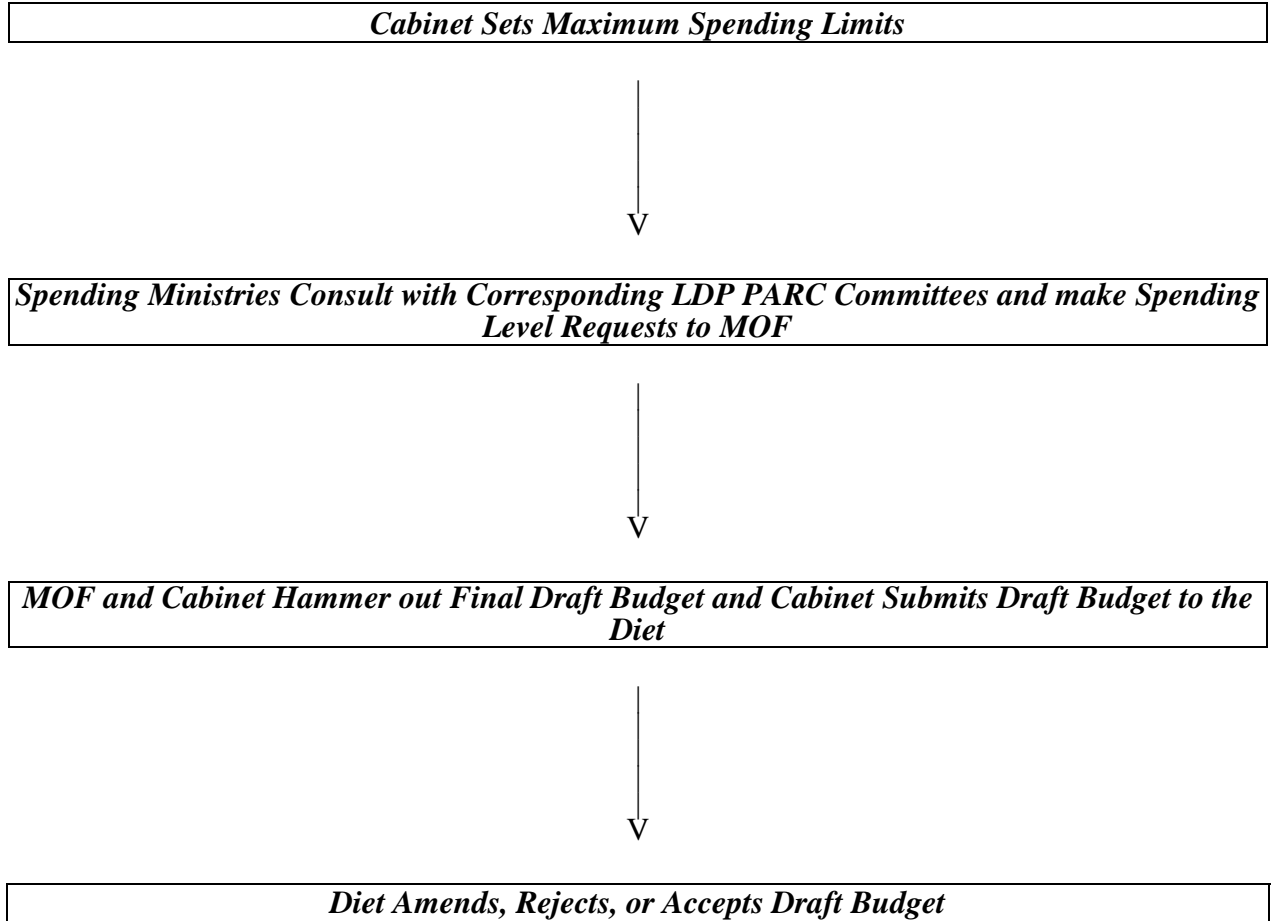 Cabinet Sets Maximum Spending Limits
V
Spending Ministries Consult with Corresponding LDP PARC Committees and make Spending
Level Requests to MOF
V
MOF and Cabinet Hammer out Final Draft Budget and Cabinet Submits Draft Budget to the
Diet
V
Diet Amends, Rejects, or Accepts Draft Budget